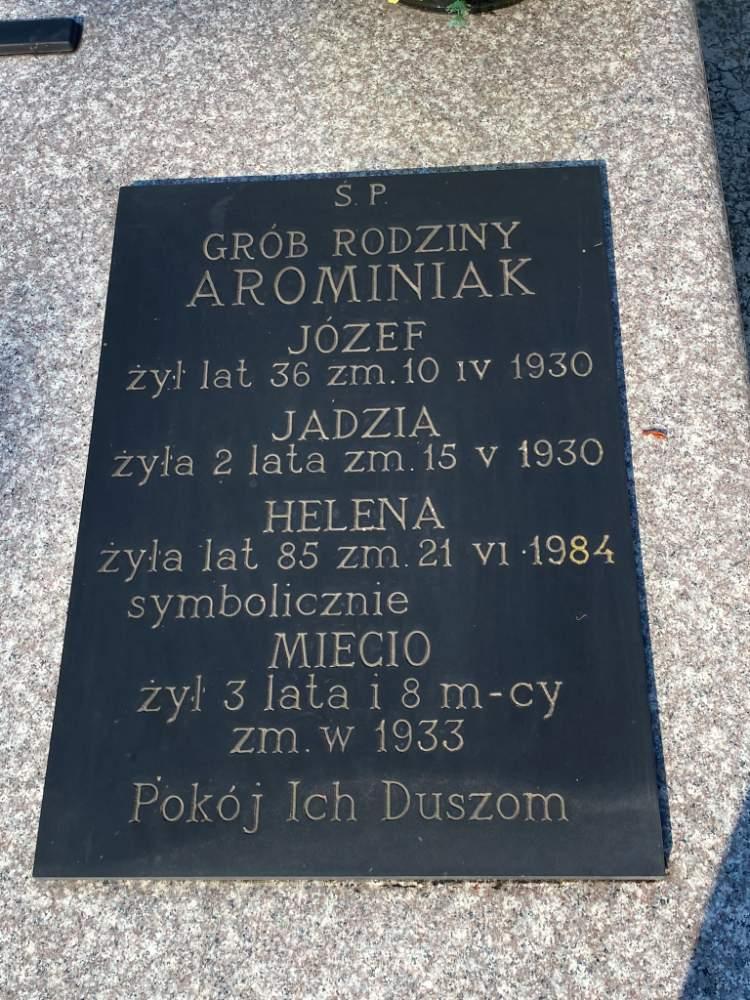 Ś. P.
GRÓB RODZINY
AROMINIAK
JÓZEF
żył lat 36 zm. 10 IV 1930
JADZIA
żyła 2 lata zm. 15 V 1930
HELENA
żyła lat 85 zm. 21 VI 1984
symbolicznie
MIECIO
żył 3 lata i 8 m-cy
zm. w 1933
Pokój Ich Duszom